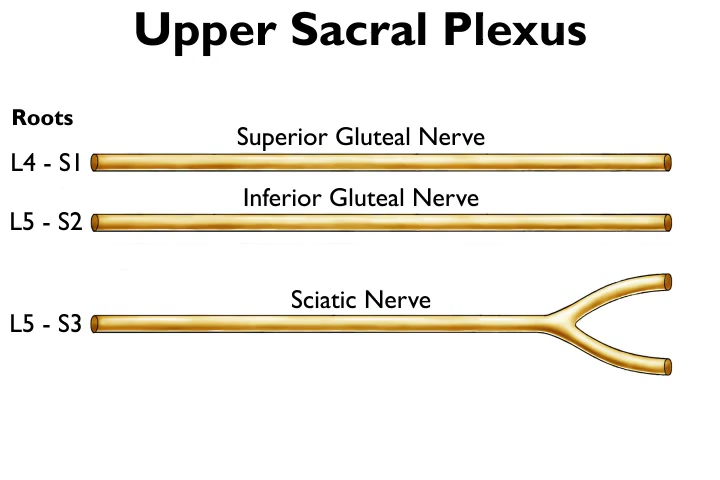 Upper Sacral Plexus
Roots
Superior Gluteal Nerve
L4 - S1
Inferior Gluteal Nerve
L5 - S2
Sciatic Nerve
L5 - S3